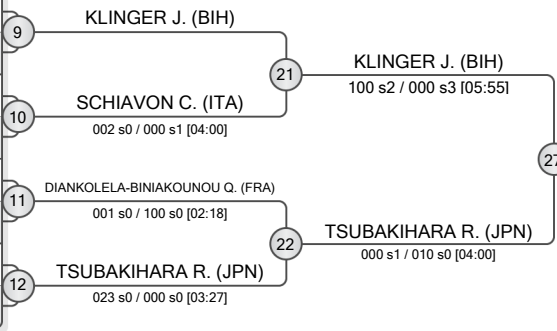 9
KLINGER J. (BIH)
21
KLINGER J. (BIH)
100 s2 / 000 s3 [05:55]
10
SCHIAVON C. (ITA)
002 s0 / 000 s1 [04:00]
27
11
DIANKOLELA-BINIAKOUNOU Q. (FRA)
001 s0 / 100 s0 [02:18]
22
TSUBAKIHARA R. (JPN)
000 s1 / 010 s0 [04:00]
12
TSUBAKIHARA R. (JPN)
023 s0 / 000 s0 [03:27]